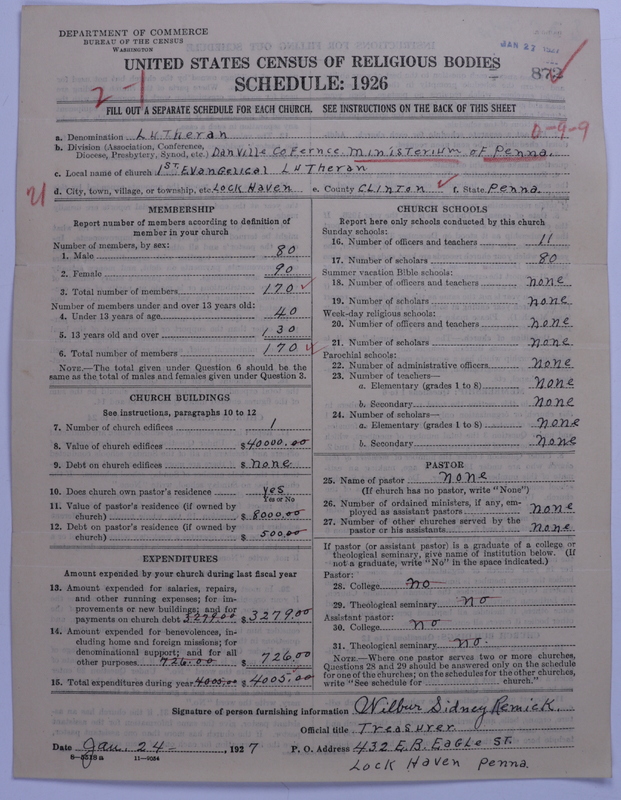 DEPARTMENT OF COMMERCE
BUREAU OF THE CENSUS
WASHINGTON
JAN 27
UNITED STATES CENSUS OF RELIGIOUS BODIES
SCHEDULE: 1926
873
2-1
FILL OUT A SEPARATE SCHEDULE FOR EACH CHURCH. SEE INSTRUCTIONS ON THE BACK OF THIS SHEET
a. Denomination LUTheran
0-9-9
b. Division (Association, Conference, Diocese, Presbytery, Synod, etc.) Danville CoFernce Ministerium of Penna.
c. Local name of church 1ST. Evangelical LUTheran
d. City, town, village, or township, etc. Lock Haven e. County CLINTON f. State Penna.
MEMBERSHIP
Report number of members according to definition of
member in your church
Number of members, by sex:
1. Male 80
2. Female 90
3. Total number of members 170
Number of members under and over 13 years old:
4. Under 13 years of age 40
5. 13 years old and over 130
6. Total number of members 170
NOTE.—The total given under Question 6 should be
same as the total of males and females given under Question 3.
CHURCH BUILDINGS
See instructions, paragraphs 10 to 12
7. Number of church edifices 1
8. Value of church edifices $40000.00
9. Debt on church edifices $ none
10. Does church own pastor's residence yes
Yes or No
11. Value of pastor's residence (if owned by
church) $ 8000.00
12. Debt on pastor's residence (if owned by
church) $ 500.00
EXPENDITURES
Amount expended by your church during last fiscal year
13. Amount expended for salaries, repairs,
and other running expenses; for im-
provements or new buildings; and for
payments on church debt 3279.00 $ 3279.00
14. Amount expended for benevolences, in-
cluding home and foreign missions; for
denominational support; and for all
other purposes 726.00 $ 726.00
15. Total expenditures during year 4005.00 $ 4005.00
CHURCH SCHOOLS
Report here only schools conducted by this church
Sunday schools:
16. Number of officers and teachers 11
17. Number of scholars 80
Summer vacation Bible schools:
18. Number of officers and teachers none
19. Number of scholars none
Week-day religious schools:
20. Number of officers and teachers none
21. Number of scholars none
Parochial schools:
22. Number of administrative officers none
23. Number of teachers—
a. Elementary (grades 1 to 8) none
b. Secondary none
24. Number of scholars—
a. Elementary (grades 1 to 8) none
b. Secondary none
PASTOR
25. Name of pastor none
(If church has no pastor, write "None")
26. Number of ordained ministers, if any, em-
ployed as assistant pastors none
27. Number of other churches served by the
pastor or his assistants none
If pastor (or assistant pastor) is a graduate of a college or
theological seminary, give name of institution below. (If
not a graduate, write "No" in the space indicated.)
Pastor:
28. College no
29. Theological seminary no
Assistant pastor:
30. College no
31. Theological seminary no.
NOTE.—Where one pastor serves two or more churches,
Questions 28 and 29 should be answered only on the schedule
for one of the churches; on the schedules for the other churches,
write "See schedule for church."
Signature of person furnishing information Wilbur Sidney Remick.
Official title Treasurer
Date Jan. 24, 1927 P. O. Address 432 E.B. Eagle ST.
8-5518a 11-9034
Lock Haven Penna.